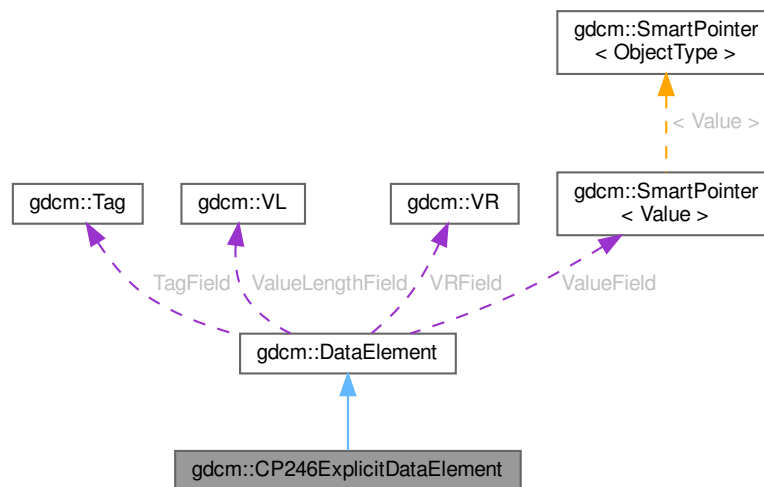 gdcm::SmartPointer
< ObjectType >
< Value >
gdcm::Tag
gdcm::VL
gdcm::VR
gdcm::SmartPointer
< Value >
TagField
ValueLengthField
VRField
ValueField
gdcm::DataElement
gdcm::CP246ExplicitDataElement